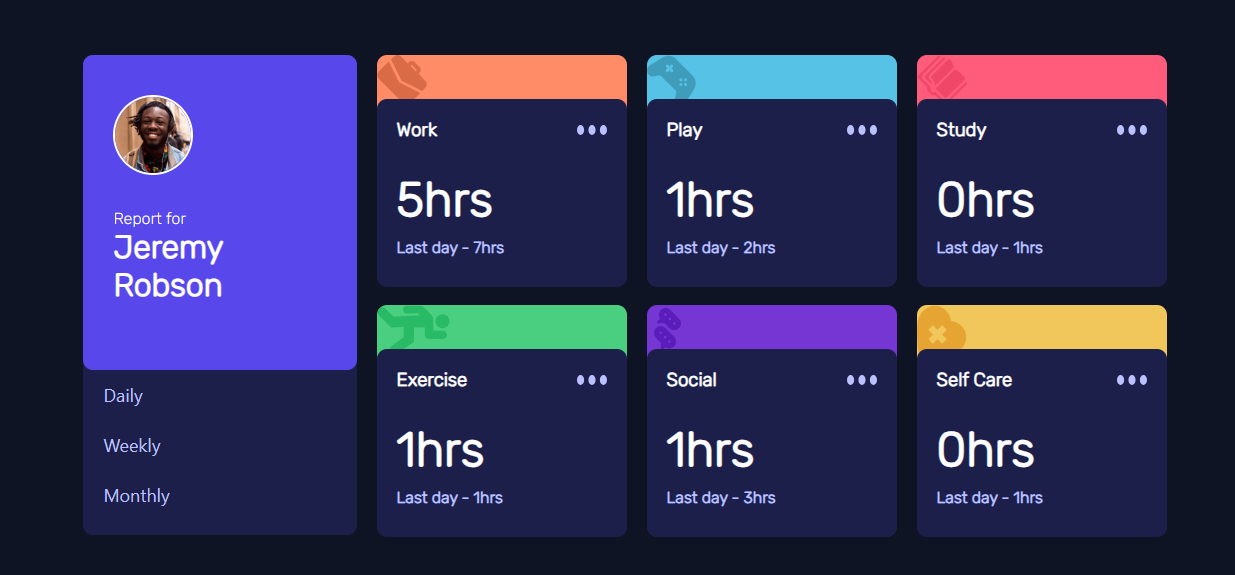 Report for
Jeremy
Robson
Daily
Weekly
Monthly
Work
5hrs
Last day - 7hrs
Play
1hrs
Last day - 2hrs
Study
0hrs
Last day - 1hrs
Exercise
1hrs
Last day - 1hrs
Social
1hrs
Last day - 3hrs
Self Care
0hrs
Last day - 1hrs